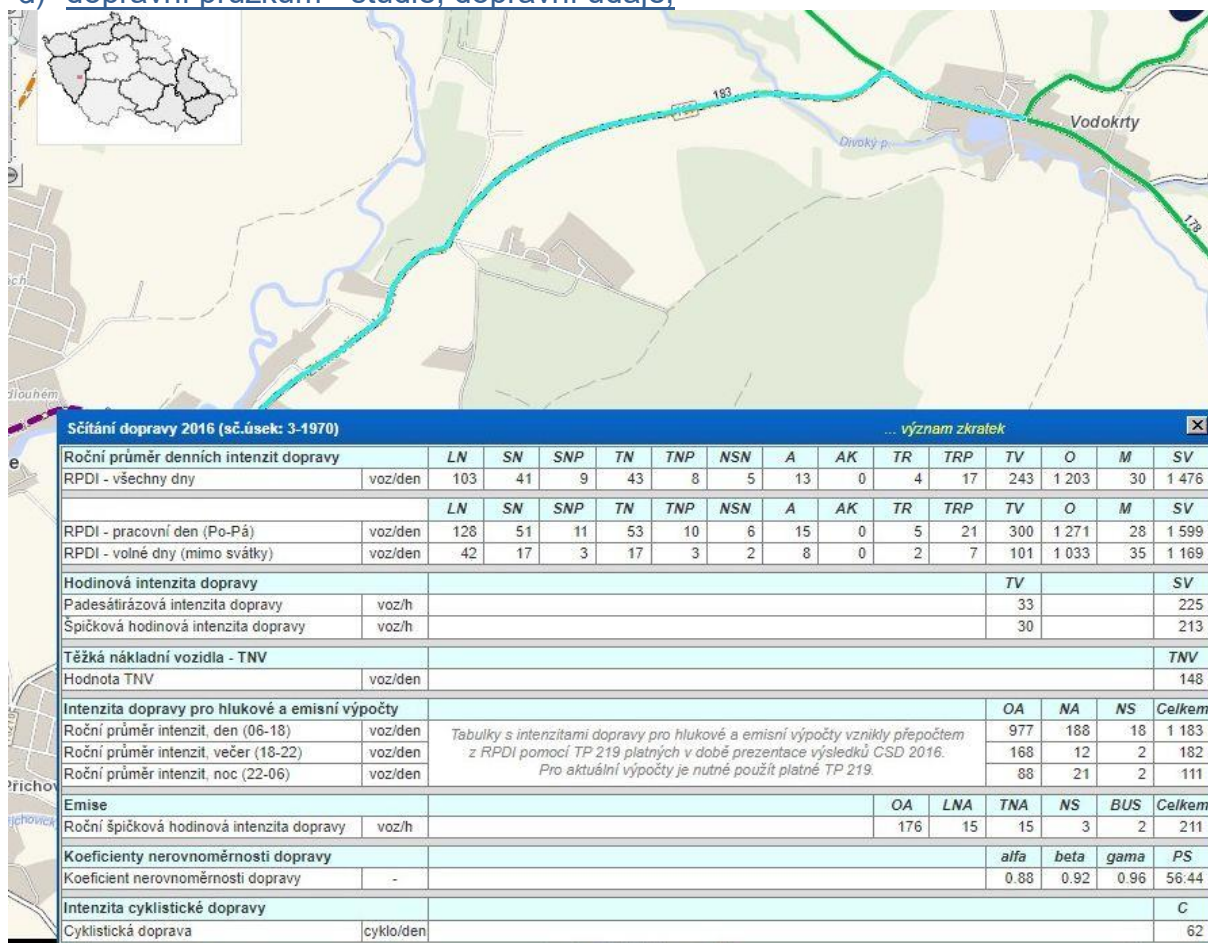 d) dopravní průzkum - studie, dopravní údaje,
183
Vodokrty
Divoký p.
178
dlouhém
Sčítání dopravy 2016 (sč.úsek: 3-1970) ... význam zkratek
Roční průměr denních intenzit dopravy LN SN SNP TN TNP NSN A AK TR TRP TV O M SV
RPDI - všechny dny voz/den 103 41 9 43 8 5 13 0 4 17 243 1 203 30 1 476
LN SN SNP TN TNP NSN A AK TR TRP TV O M SV
RPDI - pracovní den (Po-Pá) voz/den 128 51 11 53 10 6 15 0 5 21 300 1 271 28 1 599
RPDI - volné dny (mimo svátky) voz/den 42 17 3 17 3 2 8 0 2 7 101 1 033 35 1 169
Hodinová intenzita dopravy TV SV
Padesátirázová intenzita dopravy voz/h 33 225
Špičková hodinová intenzita dopravy voz/h 30 213
Těžká nákladní vozidla - TNV TNV
Hodnota TNV voz/den 148
Intenzita dopravy pro hlukové a emisní výpočty OA NA NS Celkem
Roční průměr intenzit, den (06-18) voz/den 977 188 18 1 183
Roční průměr intenzit, večer (18-22) voz/den 168 12 2 182
Roční průměr intenzit, noc (22-06) voz/den 88 21 2 111
Tabulky s intenzitami dopravy pro hlukové a emisní výpočty vznikly přepočtem
z RPDI pomocí TP 219 platných v době prezentace výsledků CSD 2016.
Pro aktuální výpočty je nutné použít platné TP 219.
Emise OA LNA TNA NS BUS Celkem
Roční špičková hodinová intenzita dopravy voz/h 176 15 15 3 2 211
Koeficienty nerovnoměrnosti dopravy alfa beta gama PS
Koeficient nerovnoměrnosti dopravy - 0.88 0.92 0.96 56:44
Intenzita cyklistické dopravy C
Cyklistická doprava cyklo/den 62